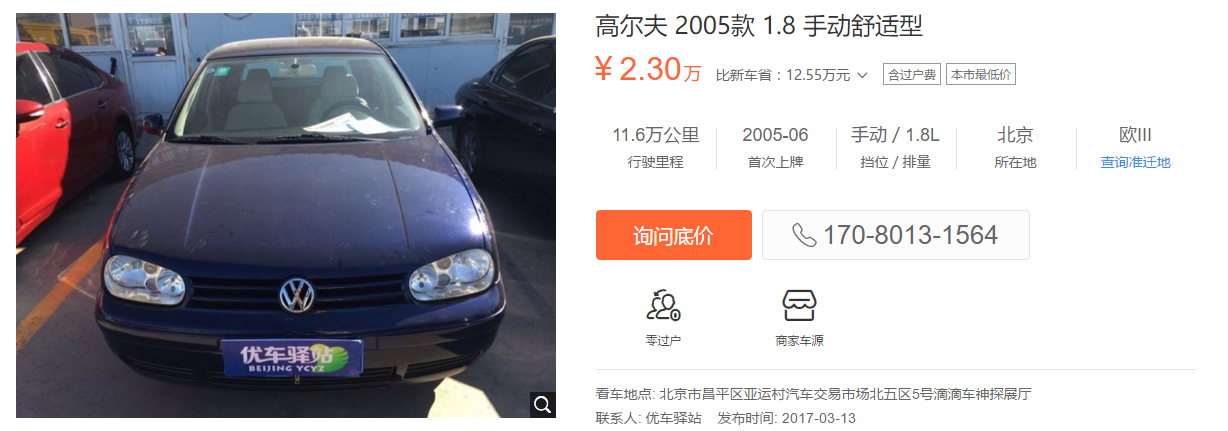 高尔夫 2005款 1.8 手动舒适型
¥ 2.30万 比新车省：12.55万元 含过户费 本市最低价
11.6万公里 2005-06 手动 / 1.8L 北京 欧III
行驶里程 首次上牌 挡位 / 排量 所在地 查询准迁地
询问底价 170-8013-1564
零过户 商家车源
优车驿站
BEIJING YCYZ
看车地点: 北京市昌平区亚运村汽车交易市场北五区5号滴滴车神探展厅
联系人: 优车驿站 发布时间: 2017-03-13